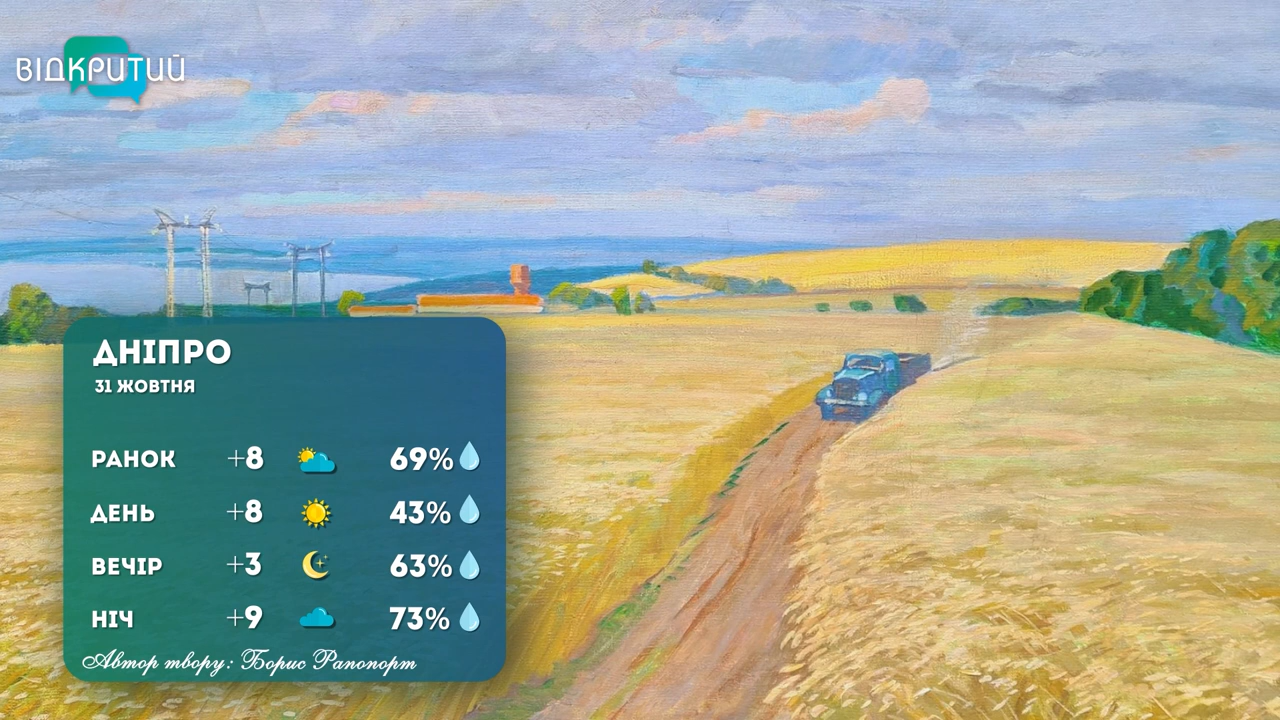 ВІДКРИТИЙ
ДНІПРО
31 ЖОВТНЯ
РАНОК +8 69%
ДЕНЬ +8 43%
ВЕЧІР +3 63%
НІЧ +9 73%
Автор твору: Борис Рапопорт